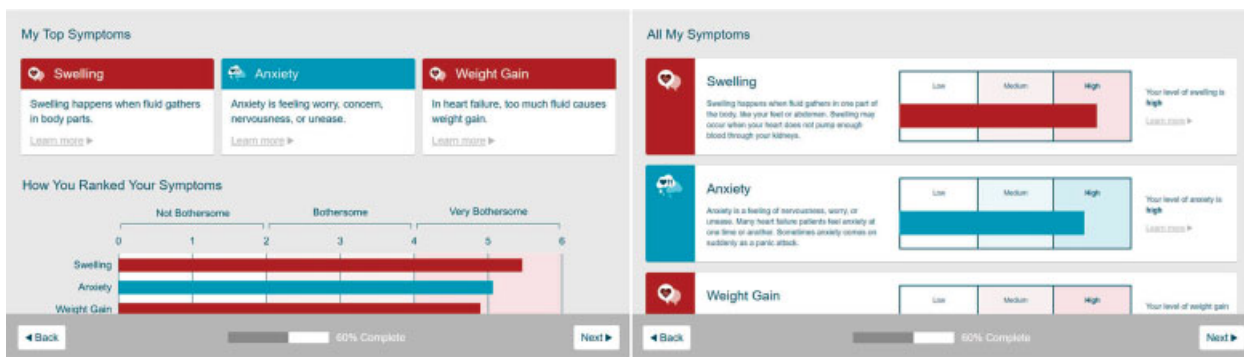 My Top Symptoms
Swelling
Swelling happens when fluid gathers
in body parts.
Learn more ▶
Anxiety
Anxiety is feeling worry, concern,
nervousness, or unease.
Learn more ▶
Weight Gain
In heart failure, too much fluid causes
weight gain.
Learn more ▶
How You Ranked Your Symptoms
Not Bothersome Bothersome Very Bothersome
0 1 2 3 4 5 6
Swelling
Anxiety
Weight Gain
◀ Back
60% Complete
Next ▶
All My Symptoms
Swelling
Swelling happens when fluid gathers in one part of
the body, like your feet or abdomen. Swelling may
occur when your heart does not pump enough
blood through your kidneys.
Low Medium High
Your level of swelling is
high
Learn more ▶
Anxiety
Anxiety is a feeling of nervousness, worry, or
unease. Many heart failure patients feel anxiety at
one time or another. Sometimes anxiety comes on
suddenly as a panic attack.
Low Medium High
Your level of anxiety is
high
Learn more ▶
Weight Gain
Low Medium High
Your level of weight gain
◀ Back
60% Complete
Next ▶